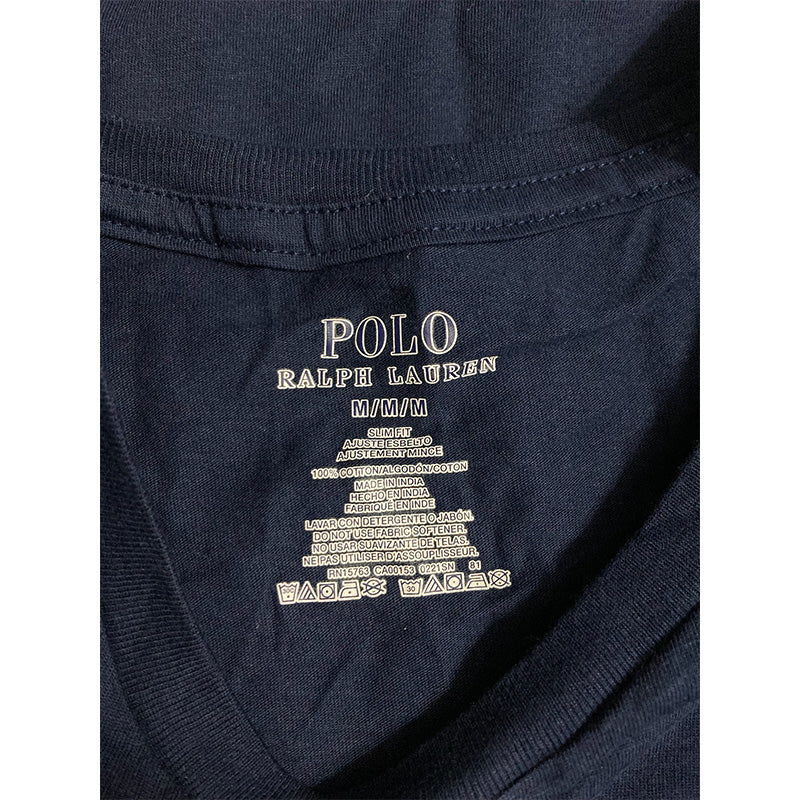 POLO
RALPH LAUREN
M/M/M
SLIM FIT
AJUSTE ESBELTO
AJUSTEMENT MINCE
100% COTTON/ALGODÓN/COTON
MADE IN INDIA
HECHO EN INDIA
FABRIQUÉ EN INDE
LAVAR CON DETERGENTE O JABÓN.
DO NOT USE FABRIC SOFTENER.
NO USAR SUAVIZANTE DE TELAS.
NE PAS UTILISER D'ASSOUPLISSEUR.
RN15763 CA00153 0221SN 81
30